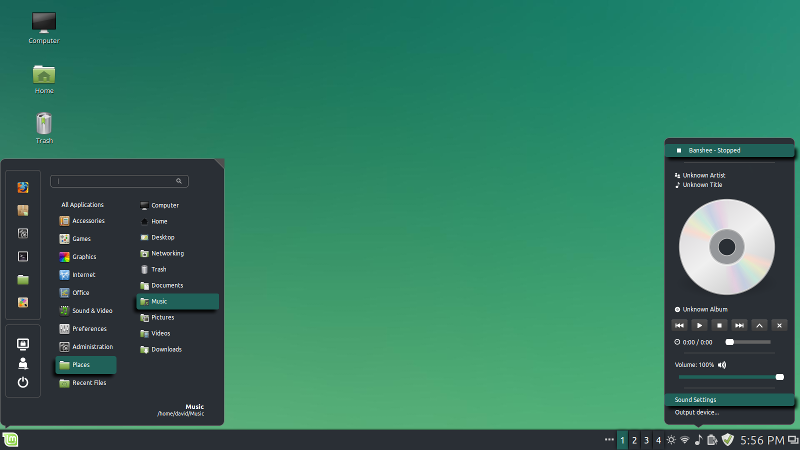 Computer
Home
Trash
All Applications
Accessories
Games
Graphics
Internet
Office
Sound & Video
Preferences
Administration
Places
Recent Files
Computer
Home
Desktop
Networking
Trash
Documents
Music
Pictures
Videos
Downloads
Music
/home/david/Music
Banshee - Stopped
Unknown Artist
Unknown Title
Unknown Album
0:00 / 0:00
Volume: 100%
Sound Settings
Output device...
1 2 3 4
5:56 PM